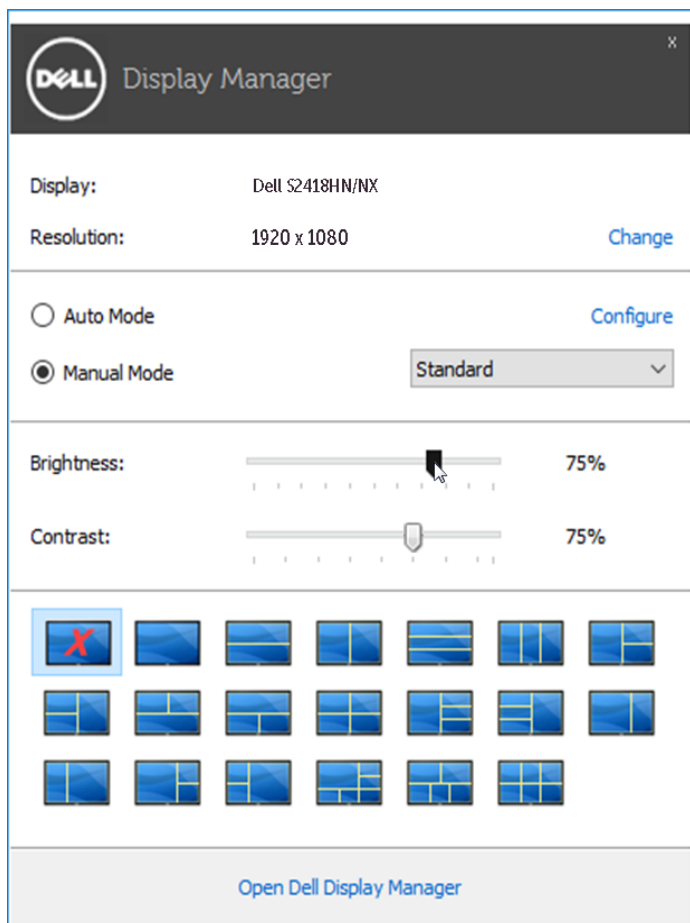 x
DELL Display Manager
Display: Dell S2418HN/NX
Resolution: 1920 x 1080 Change
Auto Mode Configure
Manual Mode Standard
Brightness: 75%
Contrast: 75%
X
Open Dell Display Manager